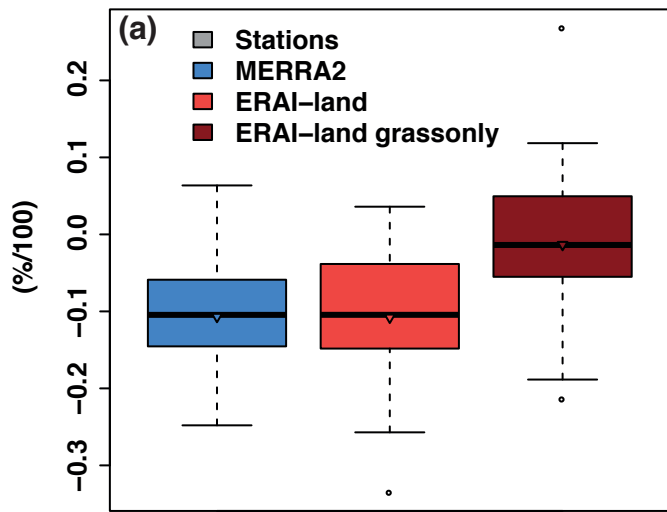 (a)
Stations
MERRA2
ERAI–land
ERAI–land grassonly
(%/100)
0.2
0.1
0.0
−0.1
−0.2
−0.3